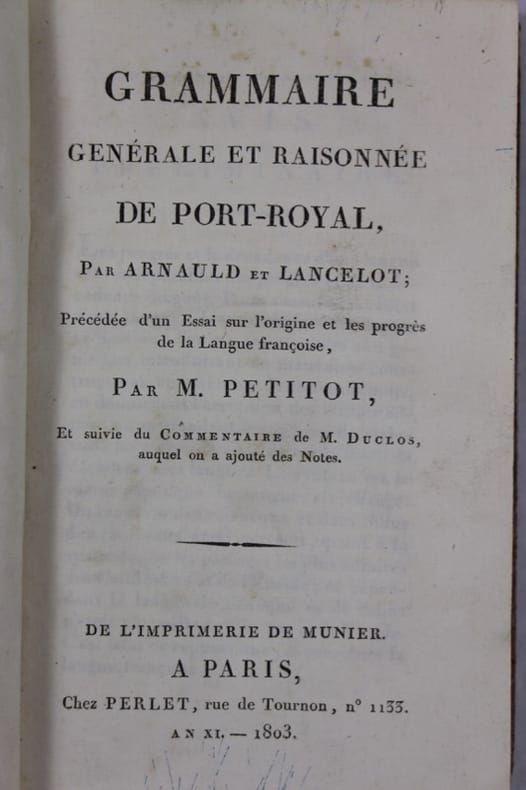 GRAMMAIRE
GENÉRALE ET RAISONNÉE
DE PORT-ROYAL,
PAR ARNAULD ET LANCELOT;
Précédée d'un Essai sur l'origine et les progrès
de la Langue françoise,
PAR M. PETITOT,
Et suivie du COMMENTAIRE de M. DUCLOS,
auquel on a ajouté des Notes.
DE L'IMPRIMERIE DE MUNIER.
A PARIS,
Chez PERLET, rue de Tournon, nº 1133.
AN XI. — 1803.